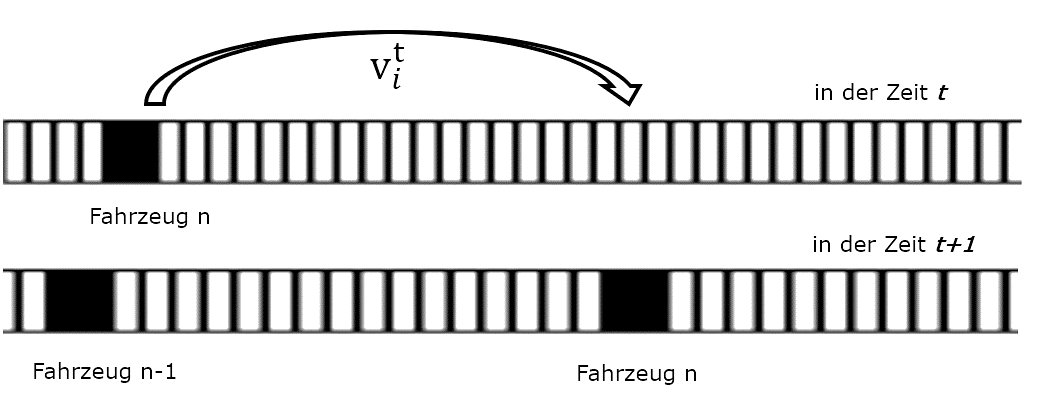 v_i^t
in der Zeit t
Fahrzeug n
in der Zeit t+1
Fahrzeug n-1
Fahrzeug n